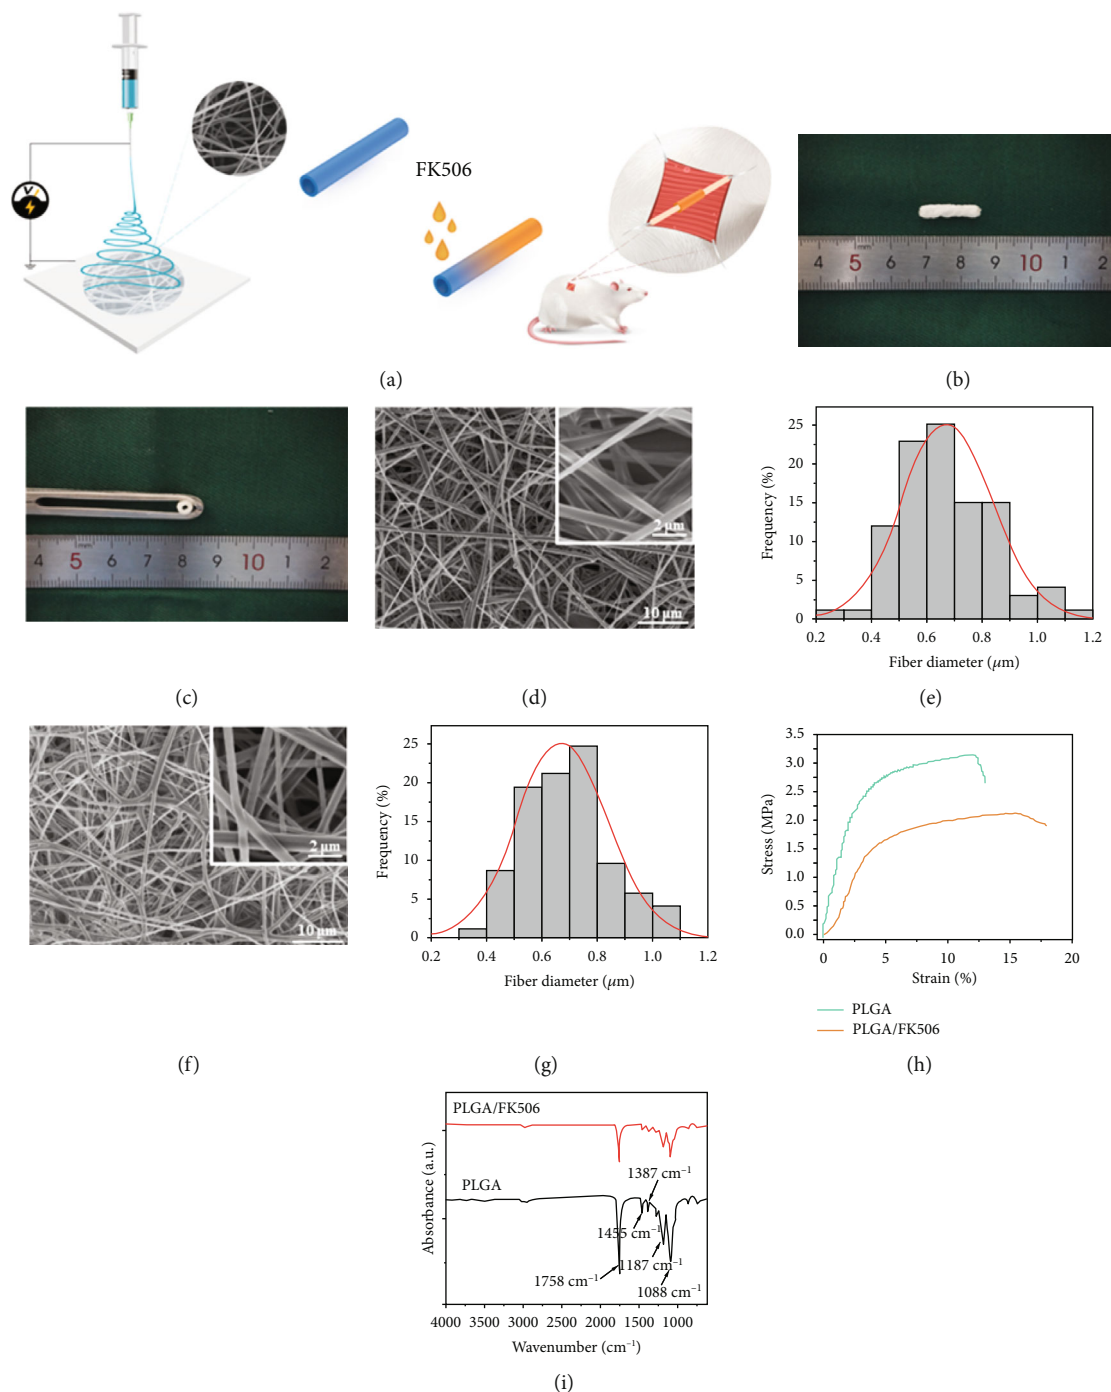 FK506
V
(a)
4 5 6 7 8 9 10 1 2
mm
(b)
4 5 6 7 8 9 10 1 2
mm
(c)
2 μm
10 μm
(d)
Frequency (%)
25
20
15
10
5
0
0.2 0.4 0.6 0.8 1.0 1.2
Fiber diameter (μm)
(e)
2 μm
10 μm
(f)
Frequency (%)
25
20
15
10
5
0
0.2 0.4 0.6 0.8 1.0 1.2
Fiber diameter (μm)
(g)
Stress (MPa)
3.5
3.0
2.5
2.0
1.5
1.0
0.5
0.0
0 5 10 15 20
Strain (%)
PLGA
PLGA/FK506
(h)
Absorbance (a.u.)
PLGA/FK506
PLGA
1387 cm⁻¹
1455 cm⁻¹
1187 cm⁻¹
1758 cm⁻¹
1088 cm⁻¹
4000 3500 3000 2500 2000 1500 1000
Wavenumber (cm⁻¹)
(i)